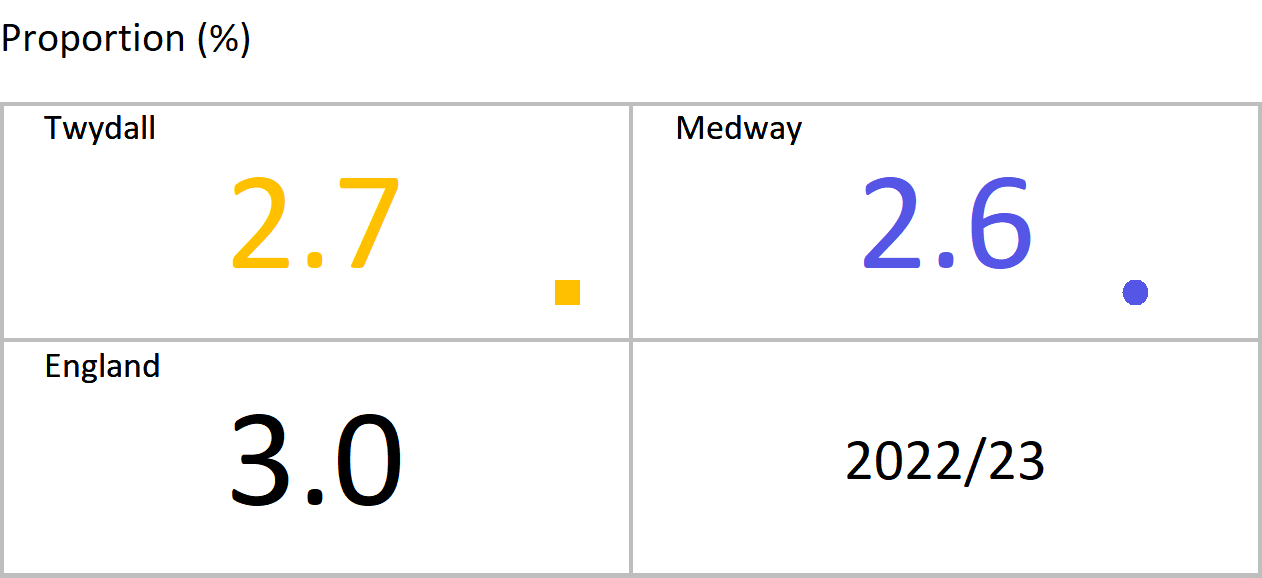 Proportion (%)
Twydall
2.7
Medway
2.6
England
3.0
2022/23